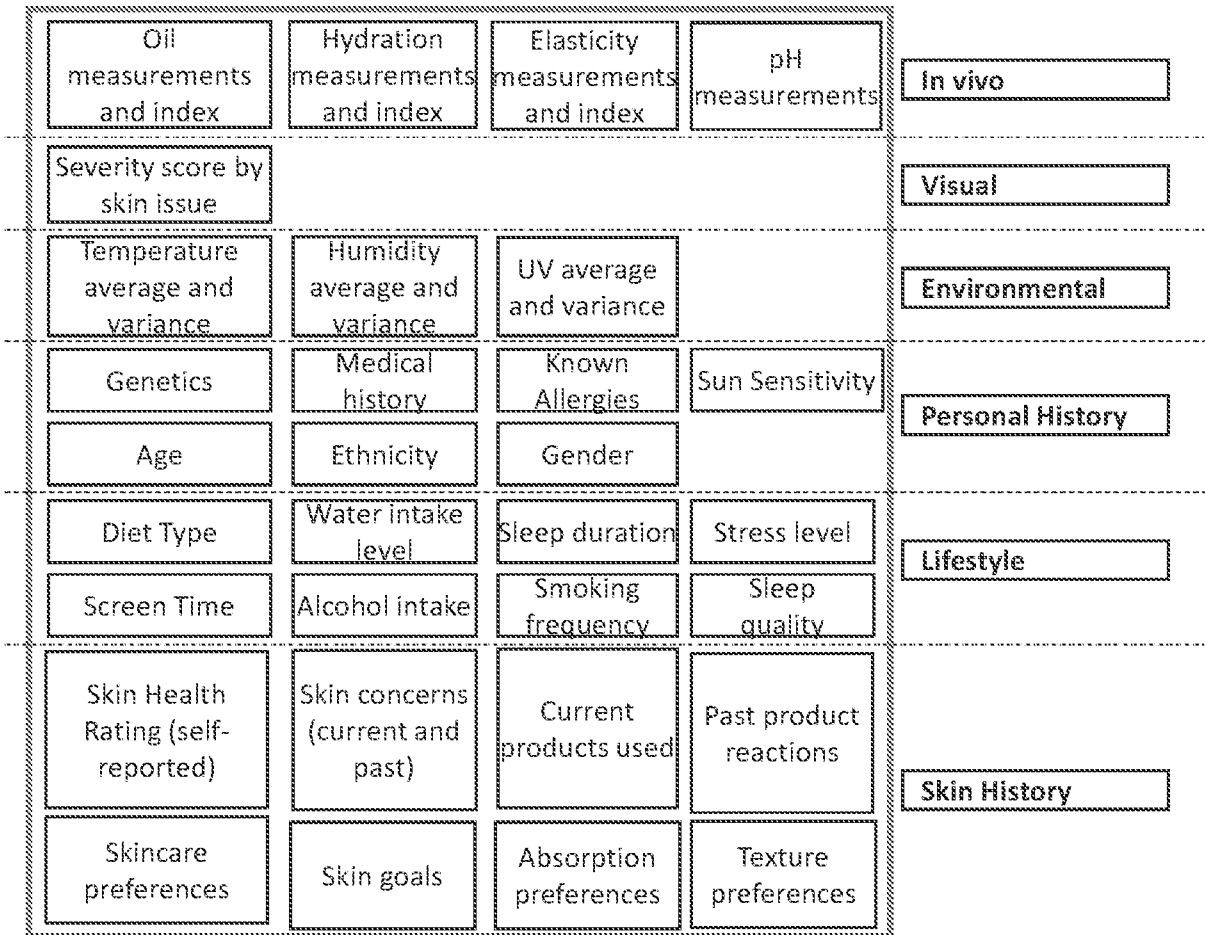 Oil
measurements
and index
Hydration
measurements
and index
Elasticity
measurements
and index
pH
measurements
In vivo
Severity score by
skin issue
Visual
Temperature
average and
variance
Humidity
average and
variance
UV average
and variance
Environmental
Genetics
Medical
history
Known
Allergies
Sun Sensitivity
Age
Ethnicity
Gender
Personal History
Diet Type
Water intake
level
Sleep duration
Stress level
Screen Time
Alcohol intake
Smoking
frequency
Sleep
quality
Lifestyle
Skin Health
Rating (self-
reported)
Skin concerns
(current and
past)
Current
products used
Past product
reactions
Skincare
preferences
Skin goals
Absorption
preferences
Texture
preferences
Skin History